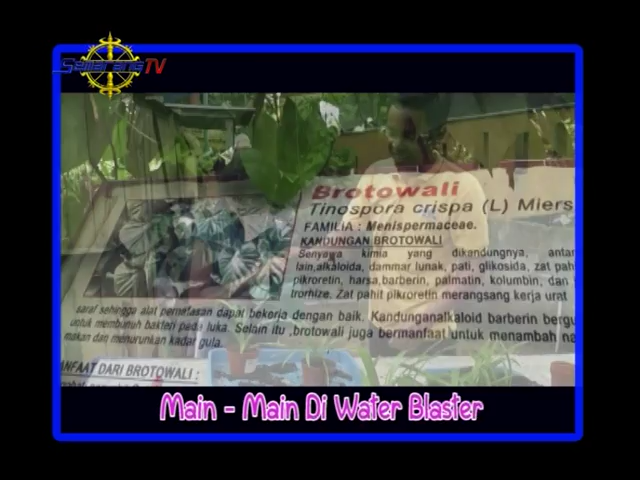 Semarang TV
Brotowali
Tinospora crispa (L) Miers
FAMILIA : Menispermaceae.
KANDUNGAN BROTOWALI
Senyawa kimia yang dikandungnya, antar
lain,alkaloida, dammar lunak, pati, glikosida, zat pah
pikroretin, harsa,barberin, palmatin, kolumbin, dan
trorhize. Zat pahit pikroretin merangsang kerja urat
saraf sehingga alat pernafasan dapat bekerja dengan baik. Kandunganalkaloid barberin bergu
untuk membunuh bakteri pada luka. Selain itu ,brotowali juga bermanfaat untuk menambah na
makan dan menurunkan kadar gula.
ANFAAT DARI BROTOWALI :
Main - Main Di Water Blaster